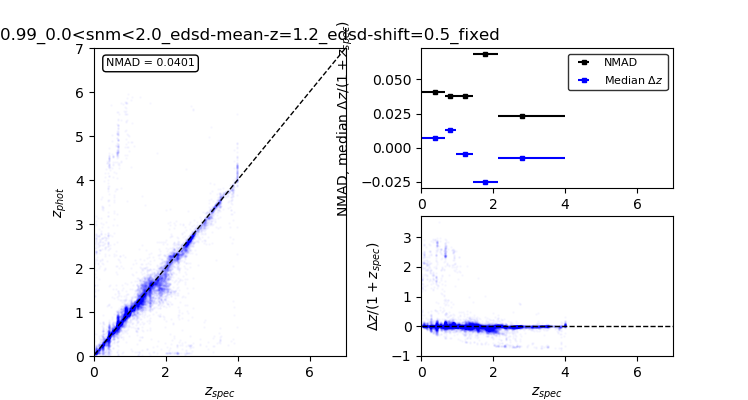 0.99_0.0<snm<2.0_edsd-mean-z=1.2_edsd-shift=0.5_fixed
NMAD = 0.0401
7
6
5
4
3
2
1
0
z_phot
0 2 4 6
z_spec
NMAD, median Δz/(1 + z_spec)
NMAD
Median Δz
0.050
0.025
0.000
−0.025
0 2 4 6
Δz/(1 + z_spec)
3
2
1
0
−1
0 2 4 6
z_spec